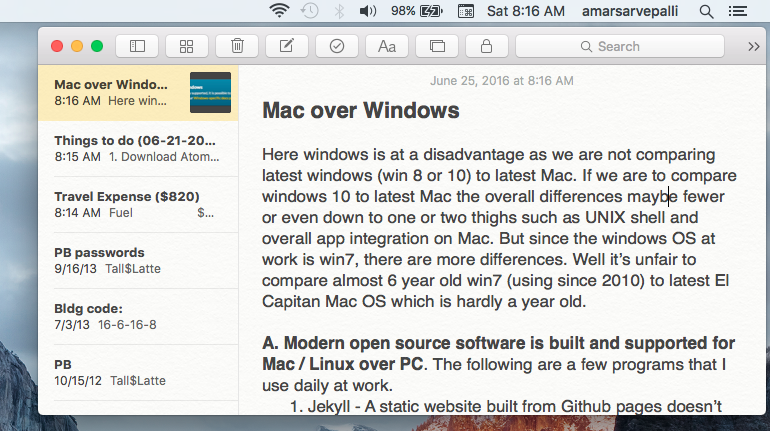 98% Sat 8:16 AM amarsarvepalli
Aa Search
Mac over Windo...
8:16 AM Here win...
Things to do (06-21-20...
8:15 AM 1. Download Atom...
Travel Expense ($820)
8:14 AM Fuel $...
PB passwords
9/16/13 Tall$Latte
Bldg code:
7/3/13 16-6-16-8
PB
10/15/12 Tall$Latte
June 25, 2016 at 8:16 AM
Mac over Windows
Here windows is at a disadvantage as we are not comparing
latest windows (win 8 or 10) to latest Mac. If we are to compare
windows 10 to latest Mac the overall differences maybe fewer
or even down to one or two thighs such as UNIX shell and
overall app integration on Mac. But since the windows OS at
work is win7, there are more differences. Well it's unfair to
compare almost 6 year old win7 (using since 2010) to latest El
Capitan Mac OS which is hardly a year old.
A. Modern open source software is built and supported for
Mac / Linux over PC. The following are a few programs that I
use daily at work.
1. Jekyll - A static website built from Github pages doesn't